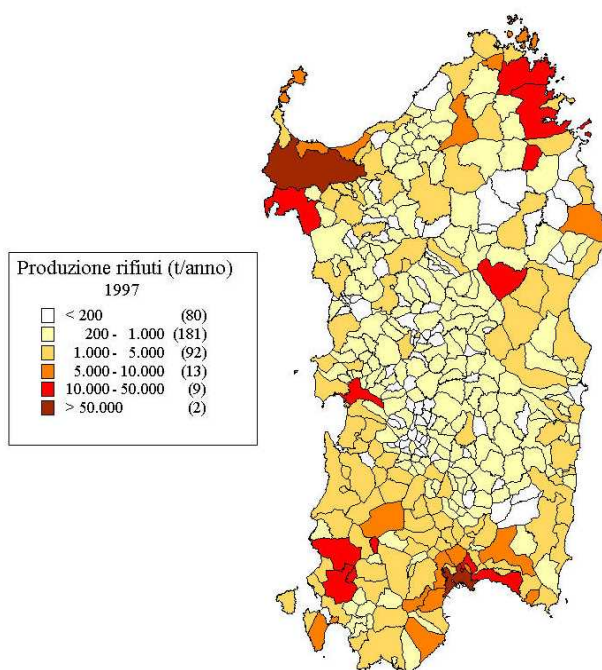 Produzione rifiuti (t/anno)
1997
< 200 (80)
200 - 1.000 (181)
1.000 - 5.000 (92)
5.000 - 10.000 (13)
10.000 - 50.000 (9)
> 50.000 (2)